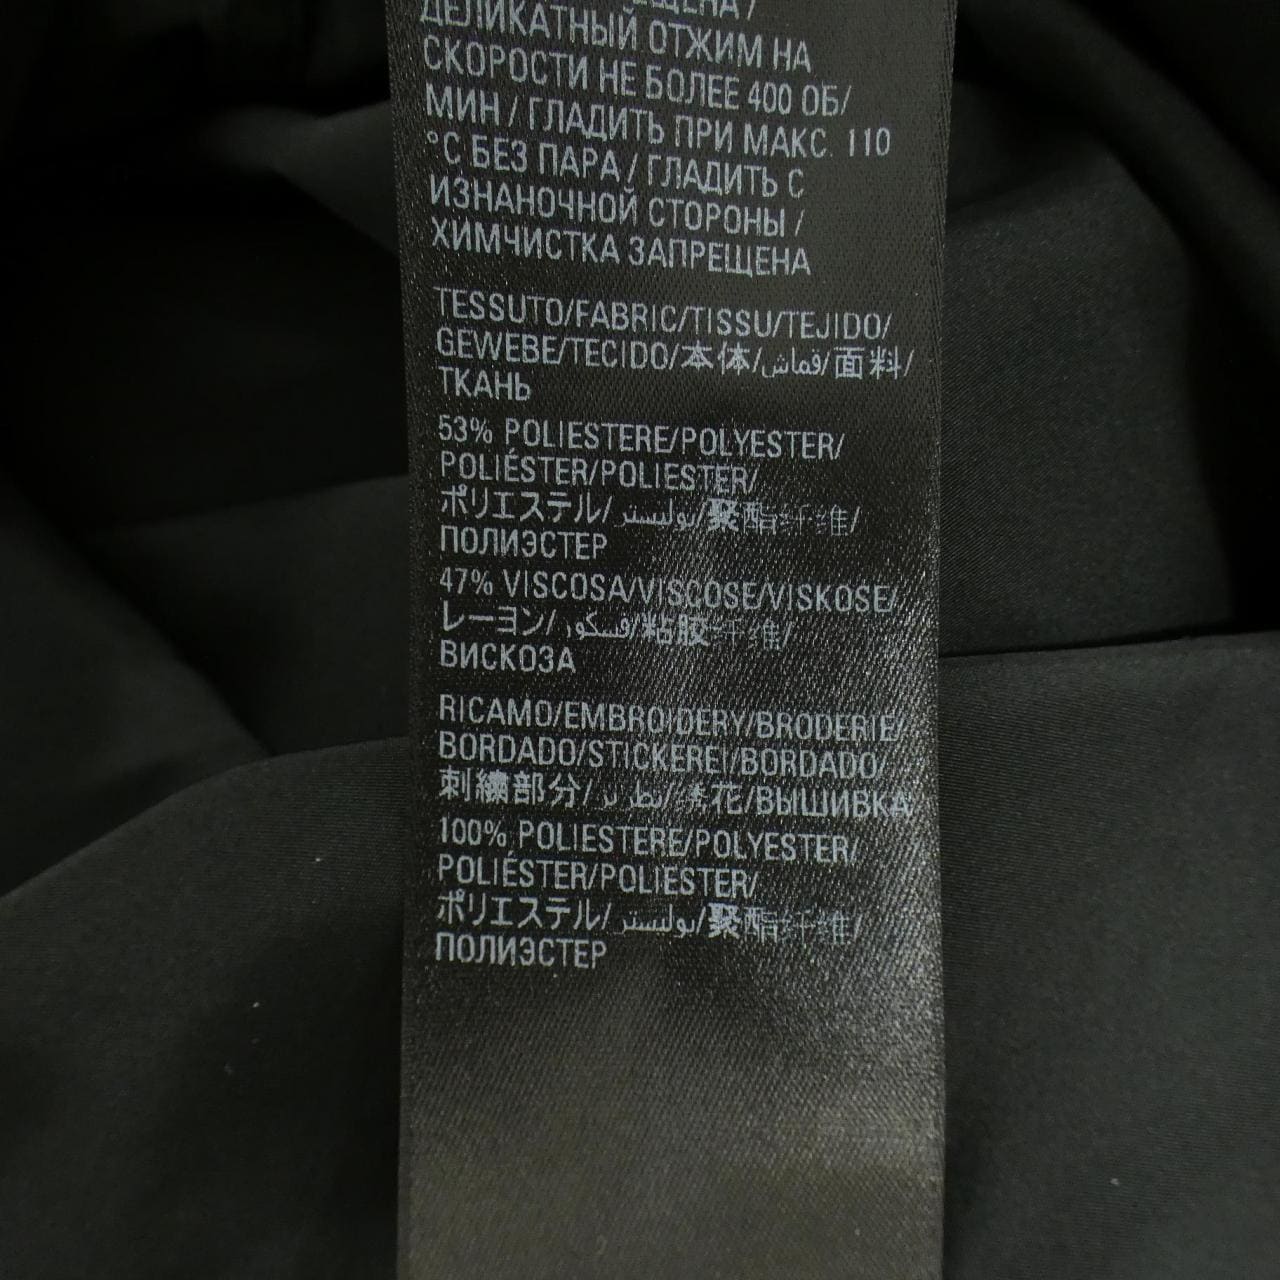 ДЕЛИКАТНЫЙ ОТЖИМ НА
СКОРОСТИ НЕ БОЛЕЕ 400 ОБ/
МИН / ГЛАДИТЬ ПРИ МАКС. 110
°C БЕЗ ПАРА / ГЛАДИТЬ С
ИЗНАНОЧНОЙ СТОРОНЫ /
ХИМЧИСТКА ЗАПРЕЩЕНА
TESSUTO/FABRIC/TISSU/TEJIDO/
GEWEBE/TECIDO/本体/قماش/面料/
ТКАНЬ
53% POLIESTERE/POLYESTER/
POLIÉSTER/POLIESTER/
ポリエステル/بوليستر/聚酯纤维/
ПОЛИЭСТЕР
47% VISCOSA/VISCOSE/VISKOSE/
レーヨン/فسكوز/粘胶纤维/
ВИСКОЗА
RICAMO/EMBROIDERY/BRODERIE/
BORDADO/STICKEREI/BORDADO/
刺繍部分/绣花/ВЫШИВКА
100% POLIESTERE/POLYESTER/
POLIÉSTER/POLIESTER/
ポリエステル/بوليستر/聚酯纤维/
ПОЛИЭСТЕР